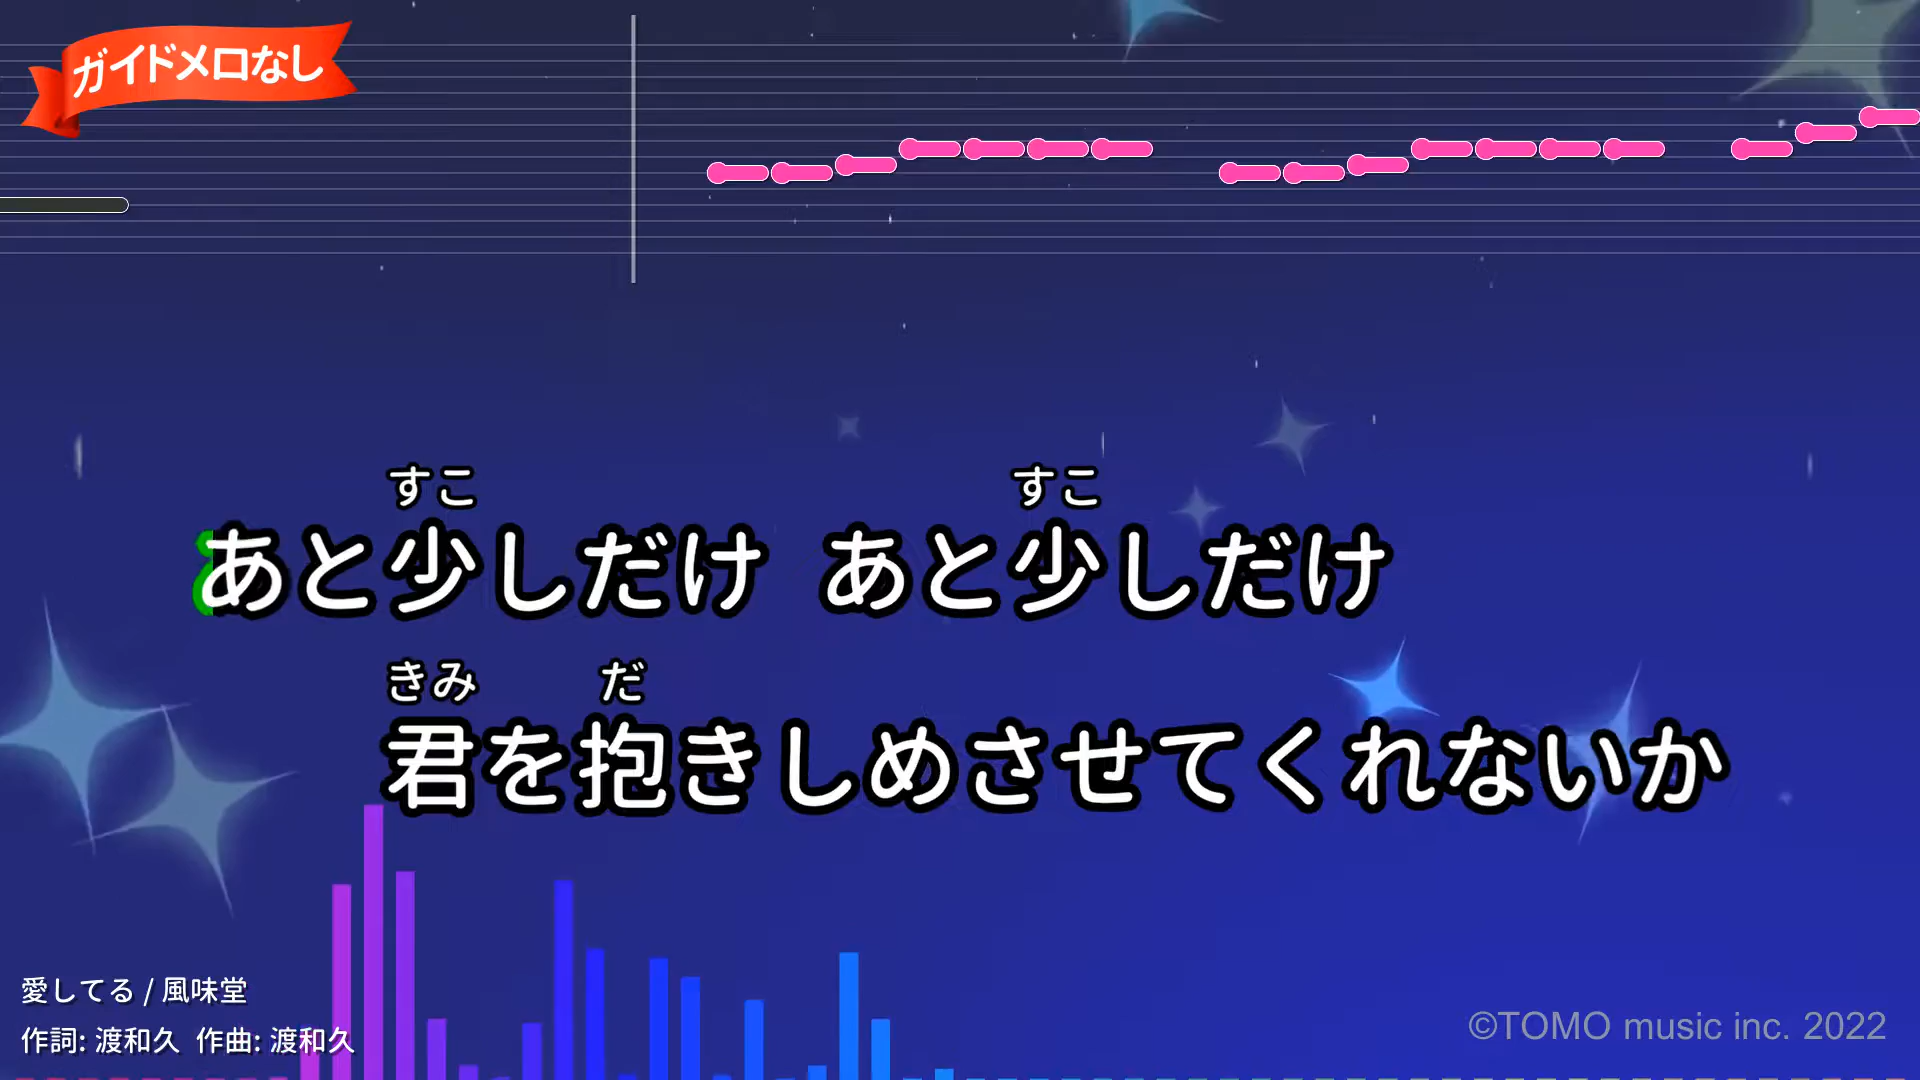 ガイドメロなし
すこ すこ
あと少しだけ あと少しだけ
きみ だ
君を抱きしめさせてくれないか
愛してる / 風味堂
作詞: 渡和久 作曲: 渡和久
©TOMO music inc. 2022